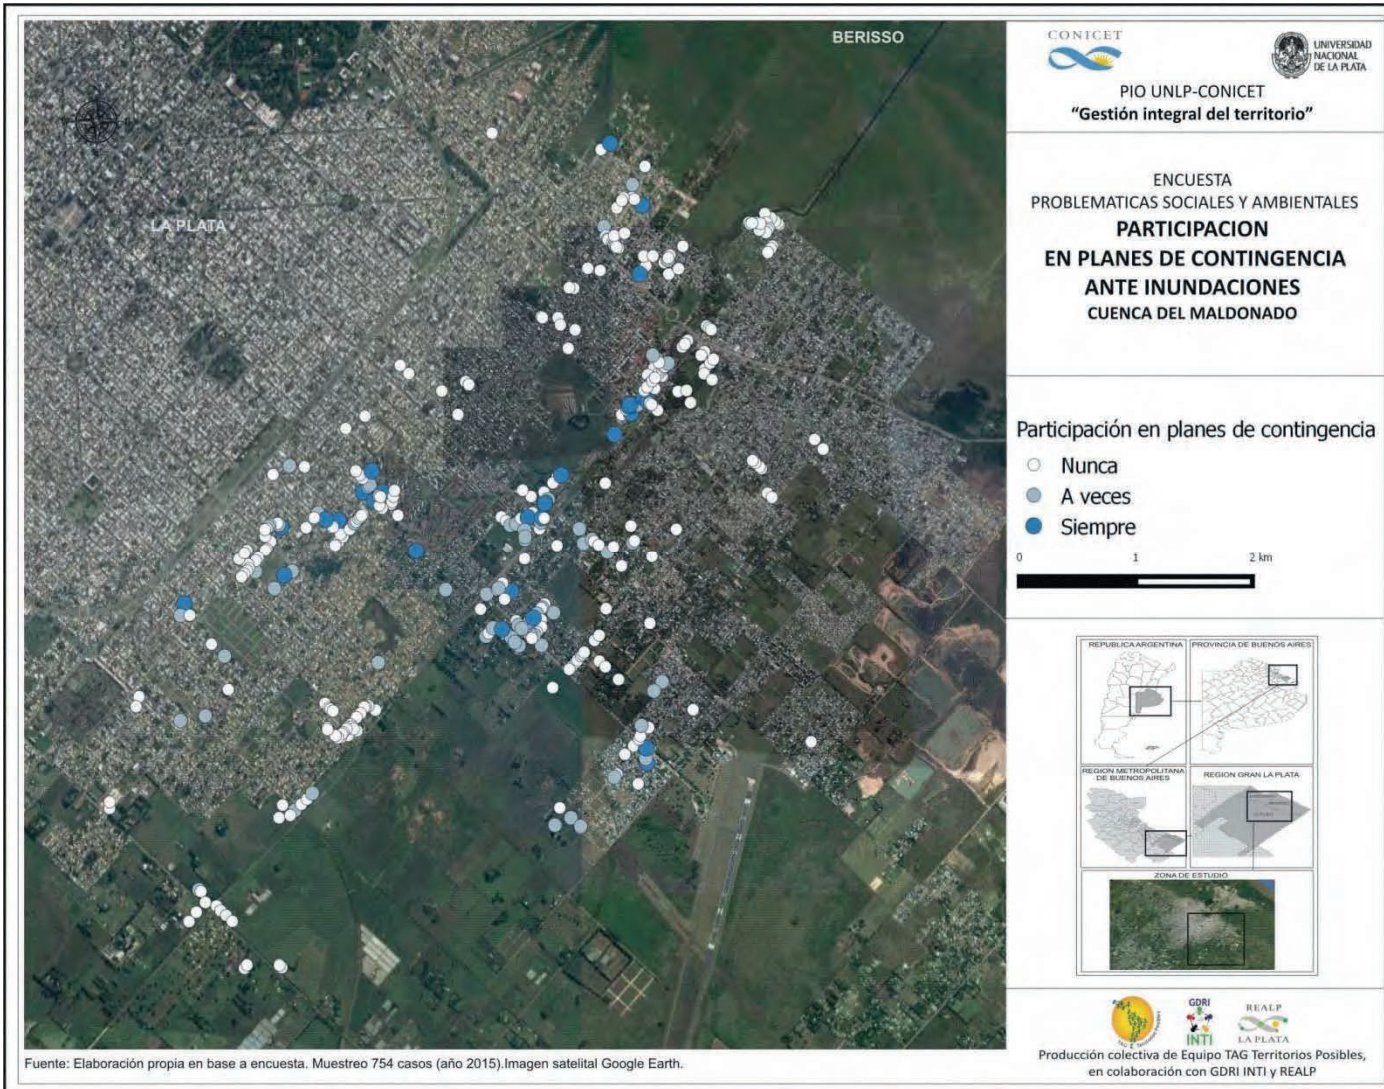 BERISSO
LA PLATA
CONICET
UNIVERSIDAD
NACIONAL
DE LA PLATA
PIO UNLP-CONICET
“Gestión integral del territorio”
ENCUESTA
PROBLEMATICAS SOCIALES Y AMBIENTALES
PARTICIPACION
EN PLANES DE CONTINGENCIA
ANTE INUNDACIONES
CUENCA DEL MALDONADO
Participación en planes de contingencia
Nunca
A veces
Siempre
0 1 2 km
REPUBLICA ARGENTINA
PROVINCIA DE BUENOS AIRES
REGION METROPOLITANA
DE BUENOS AIRES
REGION GRAN LA PLATA
ZONA DE ESTUDIO
TAG Territorios Posibles
GDRI
INTI
REALP
LA PLATA
Producción colectiva de Equipo TAG Territorios Posibles,
en colaboración con GDRI INTI y REALP
Fuente: Elaboración propia en base a encuesta. Muestreo 754 casos (año 2015).Imagen satelital Google Earth.